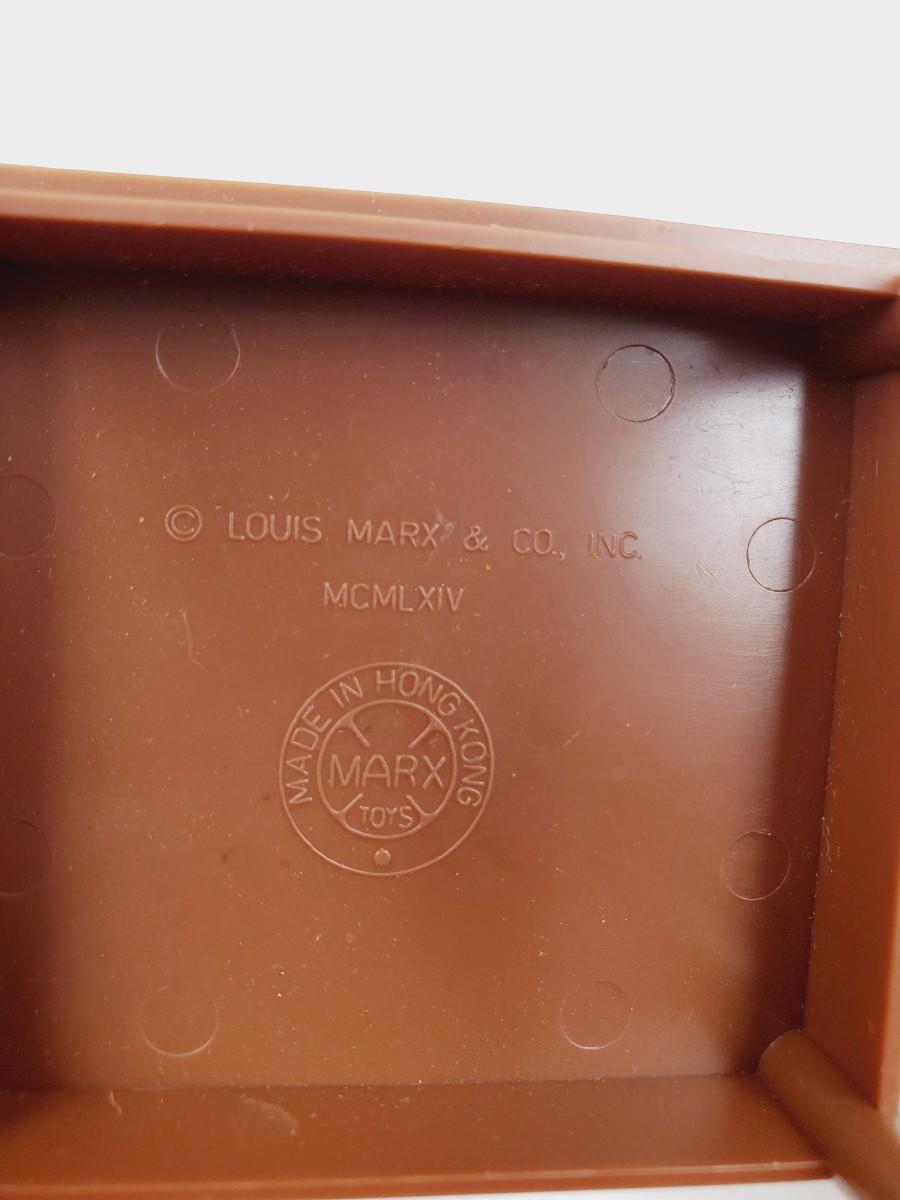 © LOUIS MARX & CO., INC.
MCMLXIV
MADE IN HONG KONG
MARX
TOYS